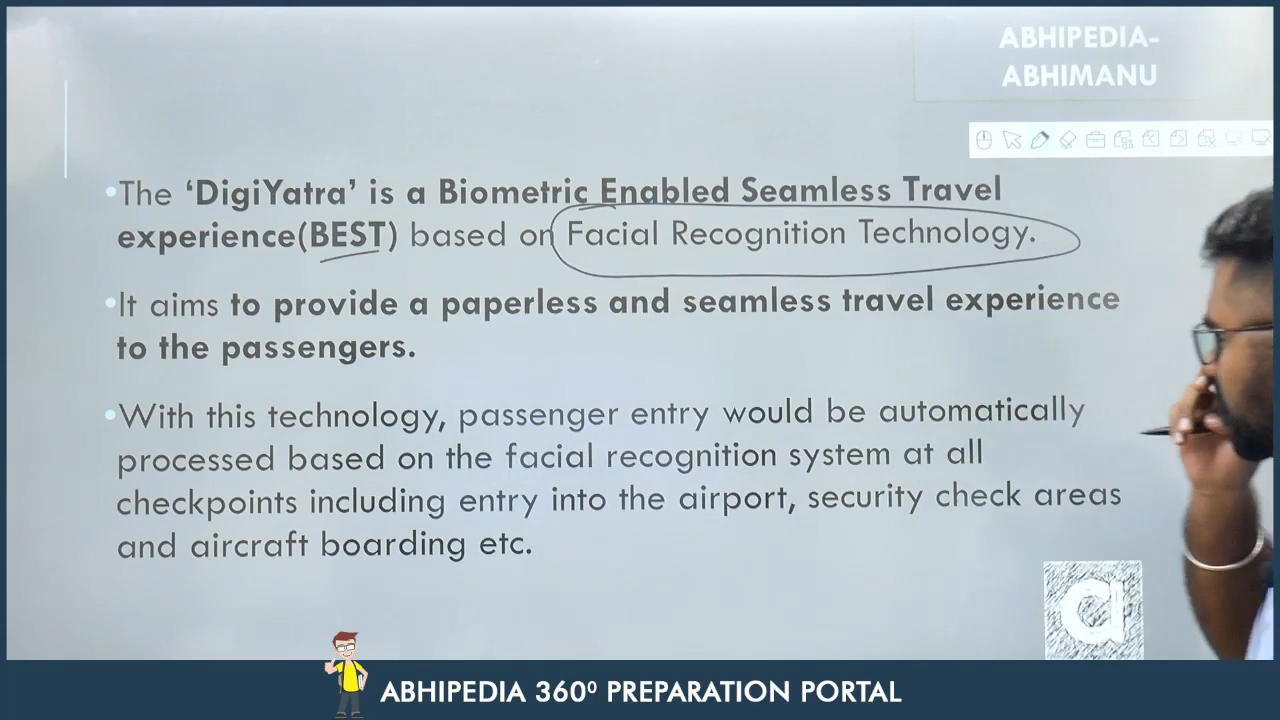 ABHIPEDIA-
ABHIMANU
•The ‘DigiYatra’ is a Biometric Enabled Seamless Travel
experience(BEST) based on Facial Recognition Technology.
•It aims to provide a paperless and seamless travel experience
to the passengers.
•With this technology, passenger entry would be automatically
processed based on the facial recognition system at all
checkpoints including entry into the airport, security check areas
and aircraft boarding etc.
a
ABHIPEDIA 360⁰ PREPARATION PORTAL